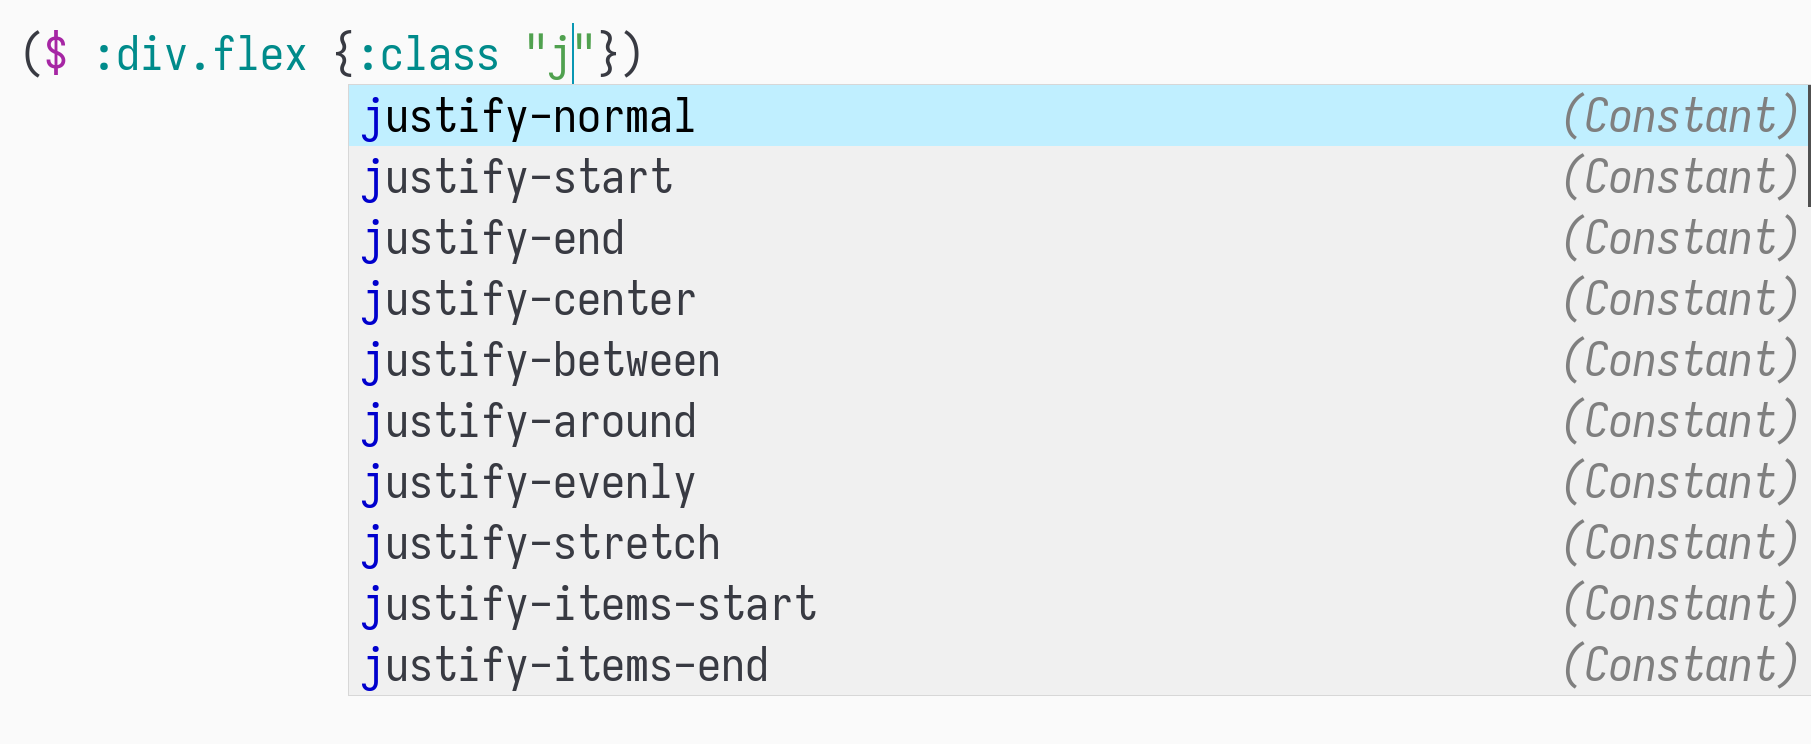 ($ :div.flex {:class "j"})
justify-normal (Constant)
justify-start (Constant)
justify-end (Constant)
justify-center (Constant)
justify-between (Constant)
justify-around (Constant)
justify-evenly (Constant)
justify-stretch (Constant)
justify-items-start (Constant)
justify-items-end (Constant)